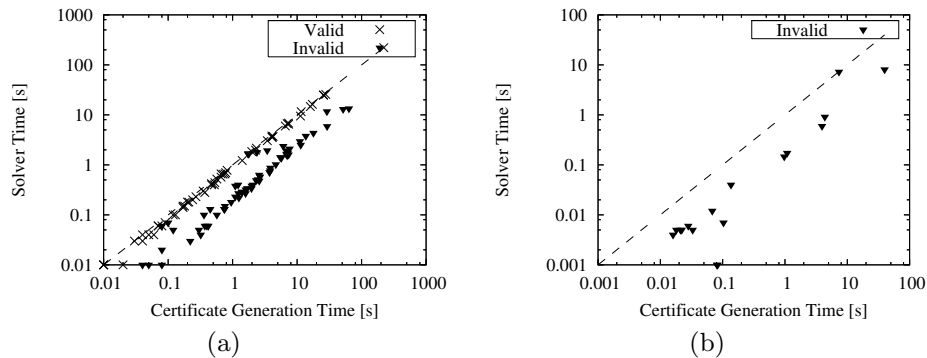 1000
100
10
1
0.1
0.01
Solver Time [s]
Valid
Invalid
0.01 0.1 1 10 100 1000
Certificate Generation Time [s]
(a)
100
10
1
0.1
0.01
0.001
Solver Time [s]
Invalid
0.001 0.01 0.1 1 10 100
Certificate Generation Time [s]
(b)